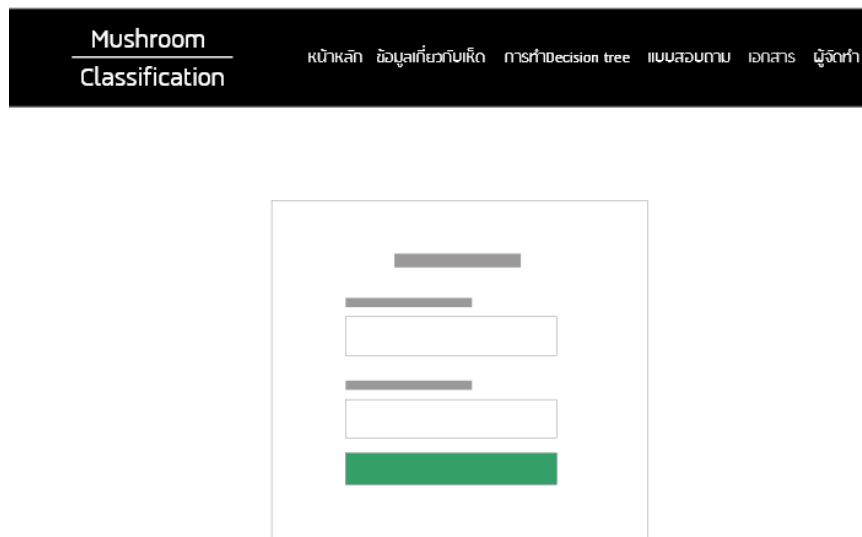 Mushroom
Classification
หน้าหลัก ข้อมูลเกี่ยวกับเห็ด การทำDecision tree แบบสอบถาม เอกสาร ผู้จัดทำ